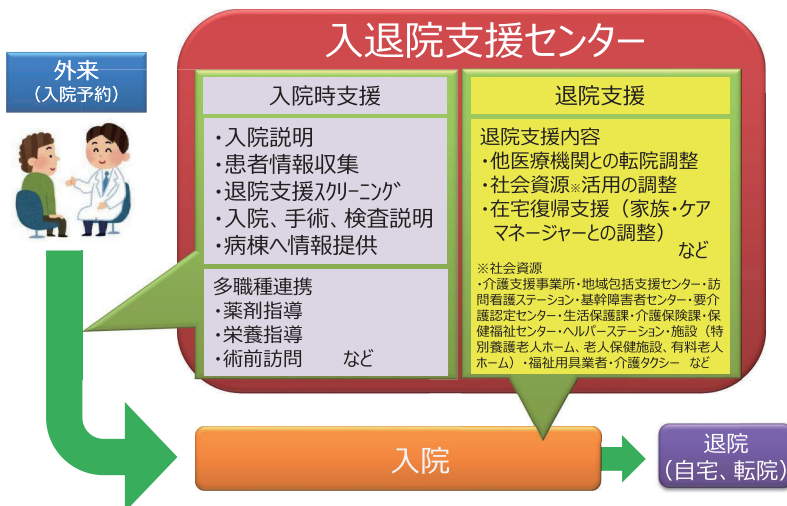 入退院支援センター
外来
（入院予約）
入院時支援
・入院説明
・患者情報収集
・退院支援ｽｸﾘｰﾆﾝｸﾞ
・入院、手術、検査説明
・病棟へ情報提供
多職種連携
・薬剤指導
・栄養指導
・術前訪問　　など
退院支援
退院支援内容
・他医療機関との転院調整
・社会資源※活用の調整
・在宅復帰支援（家族・ケア
マネージャーとの調整）
など
※社会資源
・介護支援事業所・地域包括支援センター・訪
問看護ステーション・基幹障害者センター・要介
護認定センター・生活保護課・介護保険課・保
健福祉センター・ヘルパーステーション・施設（特
別養護老人ホーム、老人保健施設、有料老人
ホーム）・福祉用具業者・介護タクシー　など
入院
退院
（自宅、転院）